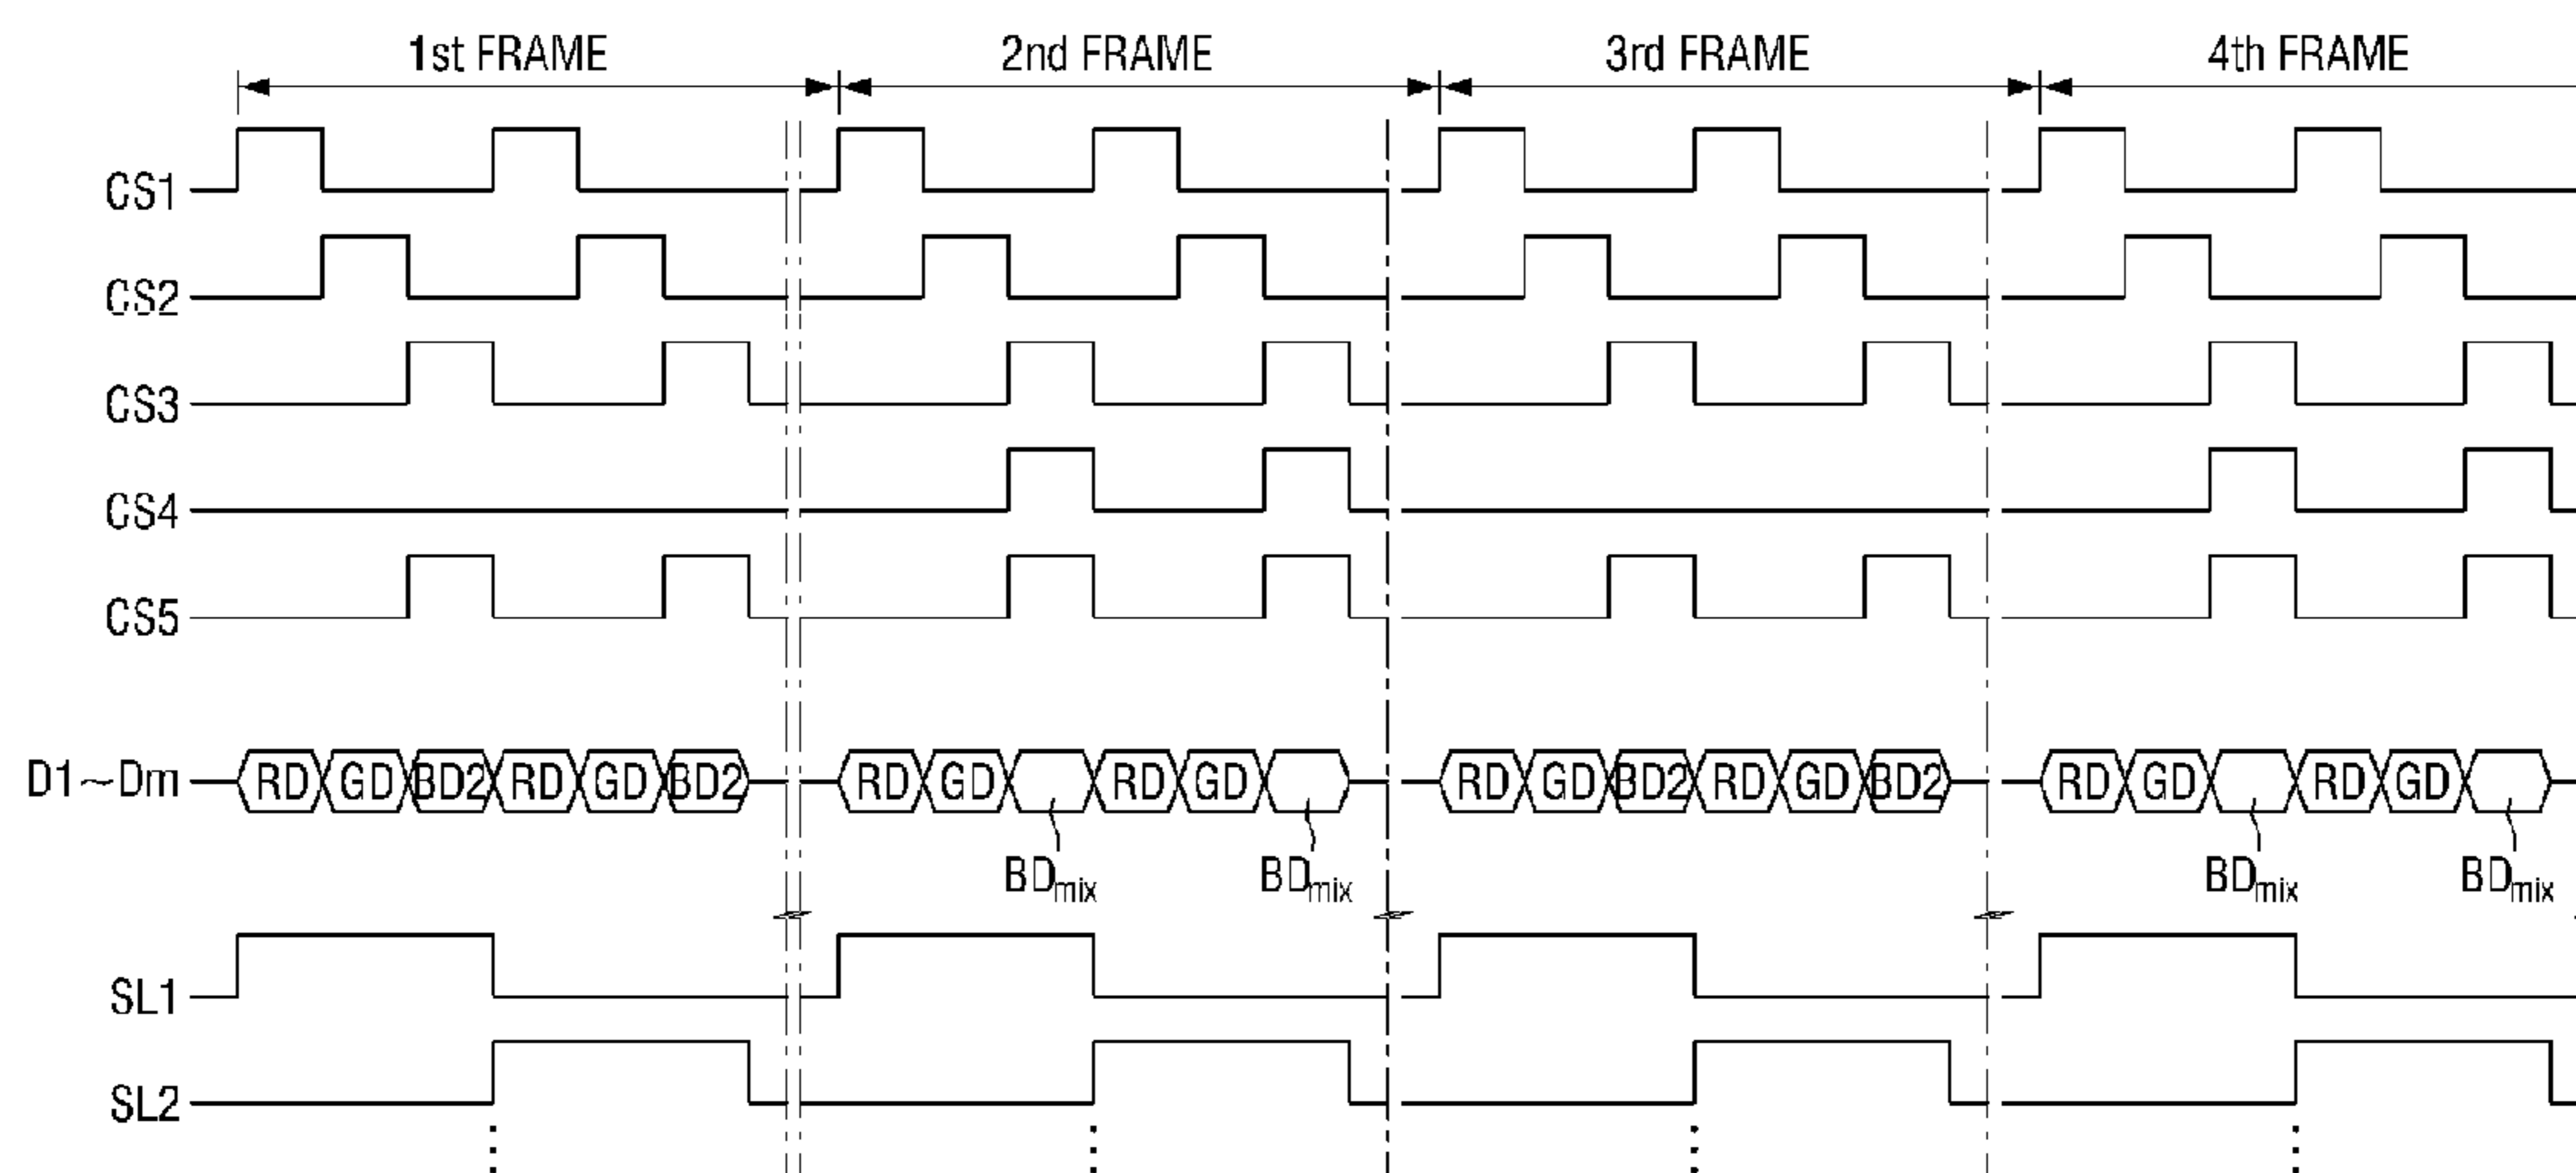 1st FRAME 2nd FRAME 3rd FRAME 4th FRAME
CS1
CS2
CS3
CS4
CS5
D1~Dm RD GD BD2 RD GD BD2 RD GD RD GD RD GD BD2 RD GD BD2 RD GD RD GD
BDmix BDmix BDmix BDmix
SL1
SL2